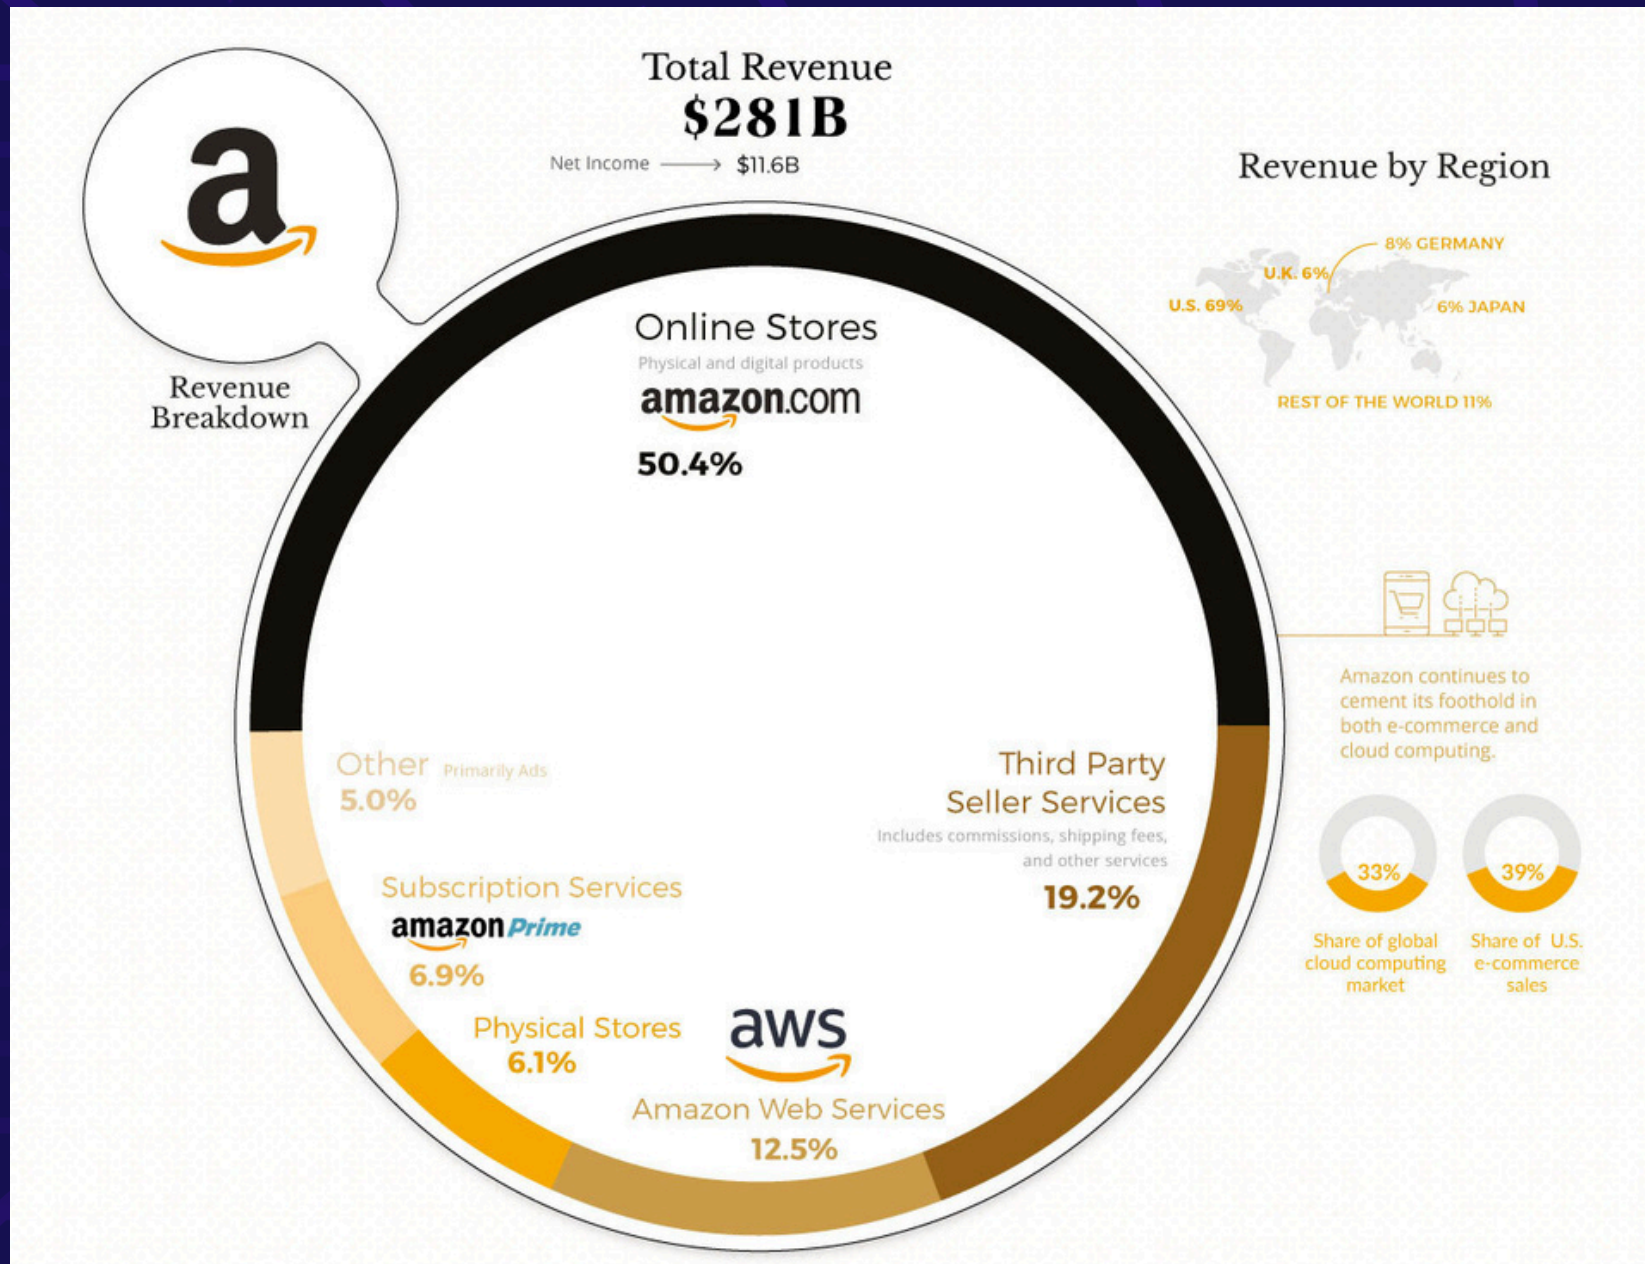 a
Revenue
Breakdown
Total Revenue
$281B
Net Income $11.6B
Revenue by Region
8% GERMANY
U.K. 6%
U.S. 69%
6% JAPAN
REST OF THE WORLD 11%
Online Stores
Physical and digital products
amazon.com
50.4%
Other Primarily Ads
5.0%
Subscription Services
amazon Prime
6.9%
Physical Stores
6.1%
aws
Amazon Web Services
12.5%
Third Party
Seller Services
Includes commissions, shipping fees,
and other services
19.2%
Amazon continues to
cement its foothold in
both e-commerce and
cloud computing.
33%
Share of global
cloud computing
market
39%
Share of U.S.
e-commerce
sales